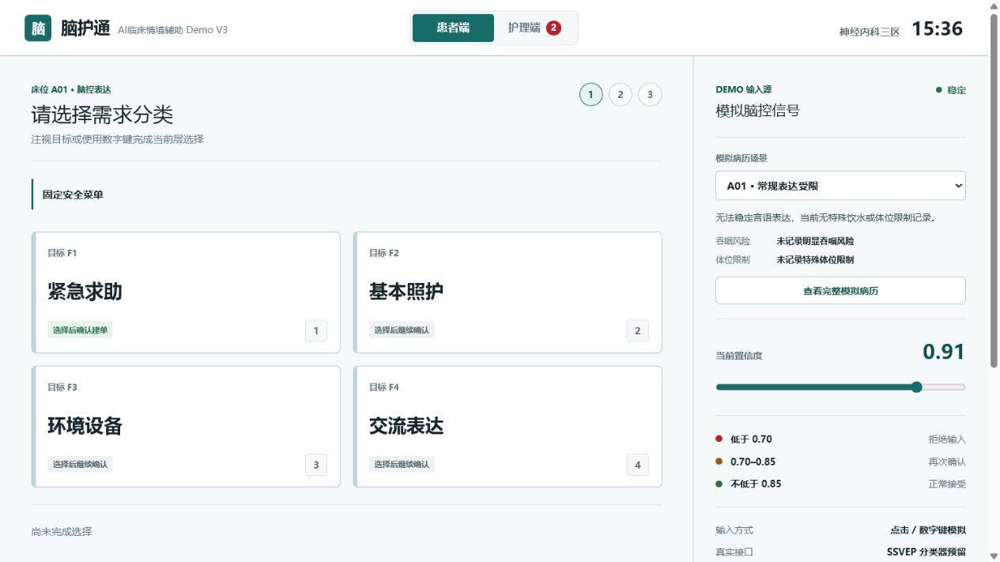 脑 脑护通 AI临床情境辅助 Demo V3
患者端 护理端 2
神经内科三区 15:36
床位 A01 • 脑控表达
请选择需求分类
注视目标或使用数字键完成当前层选择
1 2 3
固定安全菜单
目标 F1
紧急求助
选择后确认建单 1
目标 F2
基本照护
选择后继续确认 2
目标 F3
环境设备
选择后继续确认 3
目标 F4
交流表达
选择后继续确认 4
尚未完成选择
DEMO 输入源 稳定
模拟脑控信号
模拟病历场景
A01 • 常规表达受限
无法稳定言语表达，当前无特殊饮水或体位限制记录。
吞咽风险 未记录明显吞咽风险
体位限制 未记录特殊体位限制
查看完整模拟病历
当前置信度 0.91
低于 0.70 拒绝输入
0.70–0.85 再次确认
不低于 0.85 正常接受
输入方式 点击 / 数字键模拟
真实接口 SSVEP 分类器预留